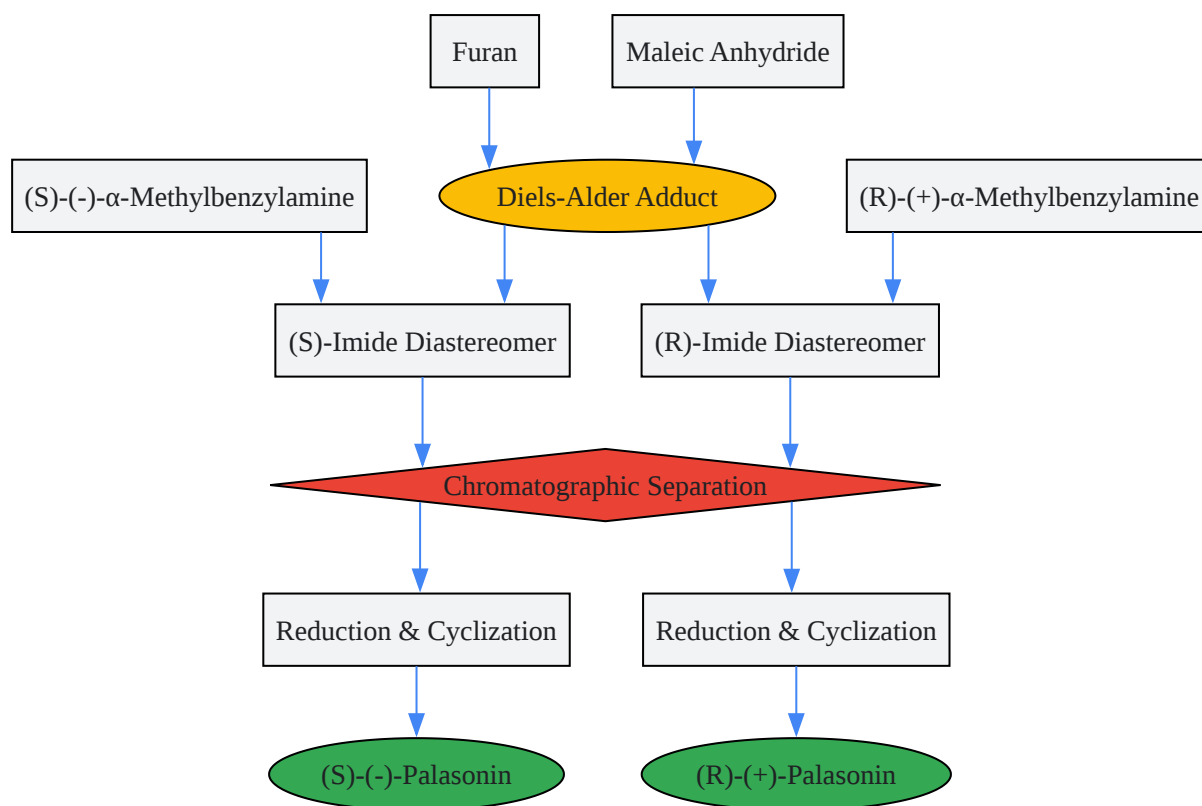 Furan
Maleic Anhydride
(S)-(-)-α-Methylbenzylamine
Diels-Alder Adduct
(R)-(+)-α-Methylbenzylamine
(S)-Imide Diastereomer
(R)-Imide Diastereomer
Chromatographic Separation
Reduction & Cyclization
Reduction & Cyclization
(S)-(-)-Palasonin
(R)-(+)-Palasonin